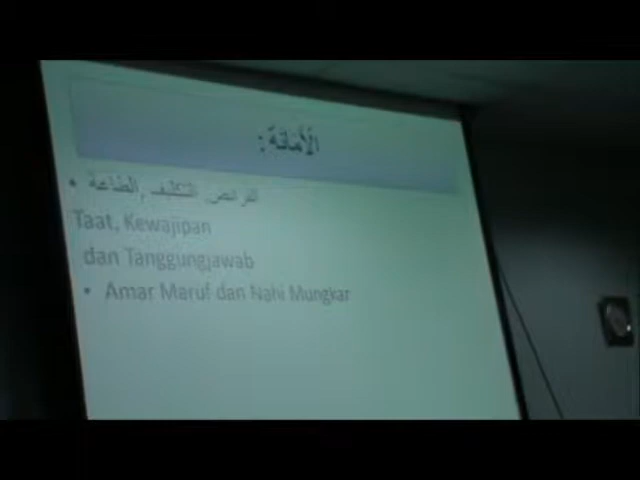 الأمانة :
• الفرائض, التكليف, الطاعة
Taat, Kewajipan
dan Tanggungjawab
• Amar Maruf dan Nahi Mungkar